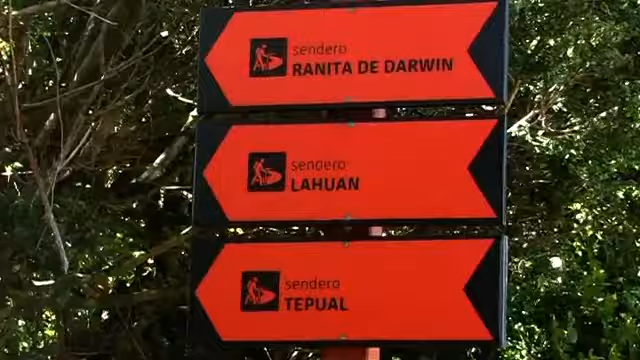 sendero
RANITA DE DARWIN
sendero
LAHUAN
sendero
TEPUAL